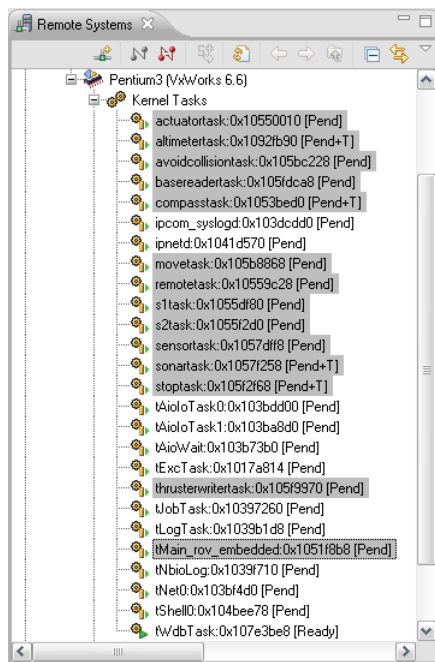 Remote Systems
Pentium3 (VxWorks 6.6)
Kernel Tasks
actuatortask:0x10550010 [Pend]
altimetertask:0x1092fb90 [Pend+T]
avoidcollisiontask:0x105bc228 [Pend]
basereadertask:0x105fdca8 [Pend]
compasstask:0x1053bed0 [Pend+T]
ipcom_syslogd:0x103dcdd0 [Pend]
ipnetd:0x1041d570 [Pend]
movetask:0x105b8868 [Pend]
remotetask:0x10559c28 [Pend]
s1task:0x1055df80 [Pend]
s2task:0x1055f2d0 [Pend]
sensortask:0x1057dff8 [Pend]
sonartask:0x1057f258 [Pend+T]
stoptask:0x105f2f68 [Pend+T]
tAioIoTask0:0x103bdd00 [Pend]
tAioIoTask1:0x103ba8d0 [Pend]
tAioWait:0x103b73b0 [Pend]
tExcTask:0x1017a814 [Pend]
thrusterwritertask:0x105f9970 [Pend]
tJobTask:0x10397260 [Pend]
tLogTask:0x1039b1d8 [Pend]
tMain_rov_embedded:0x1051f8b8 [Pend]
tNbioLog:0x1039f710 [Pend]
tNet0:0x103bf4d0 [Pend]
tShell0:0x104bee78 [Pend]
tWdbTask:0x107e3be8 [Ready]